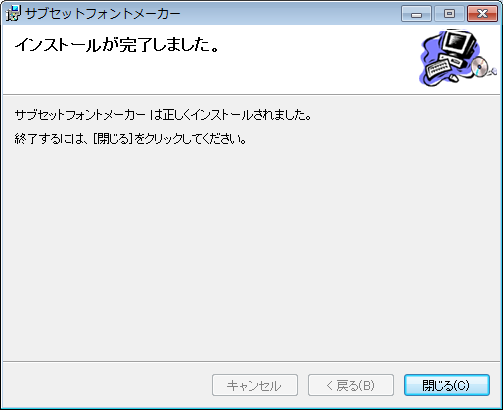 サブセットフォントメーカー
インストールが完了しました。
サブセットフォントメーカー は正しくインストールされました。
終了するには、[閉じる]をクリックしてください。
キャンセル
< 戻る(B)
閉じる(C)